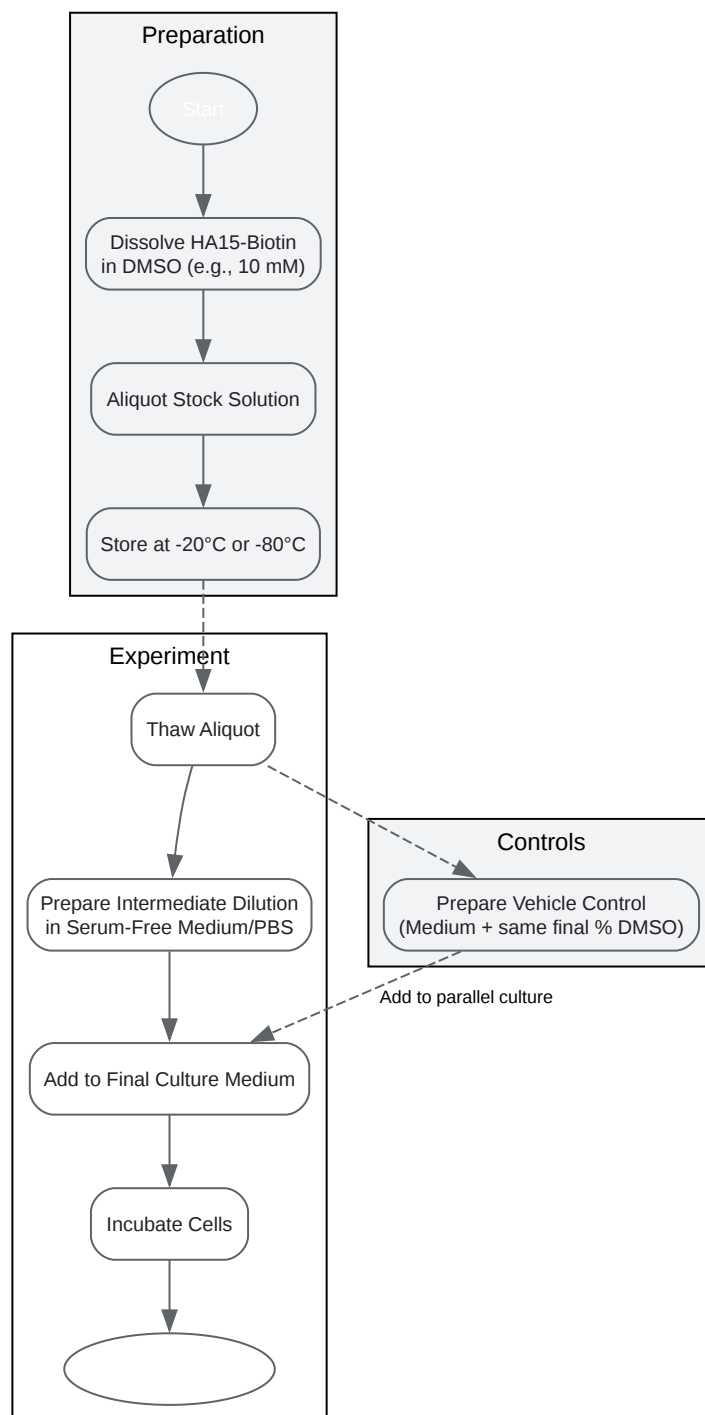 Preparation
Start
Dissolve HA15-Biotin
in DMSO (e.g., 10 mM)
Aliquot Stock Solution
Store at -20°C or -80°C
Experiment
Thaw Aliquot
Controls
Prepare Intermediate Dilution
in Serum-Free Medium/PBS
Prepare Vehicle Control
(Medium + same final % DMSO)
Add to parallel culture
Add to Final Culture Medium
Incubate Cells